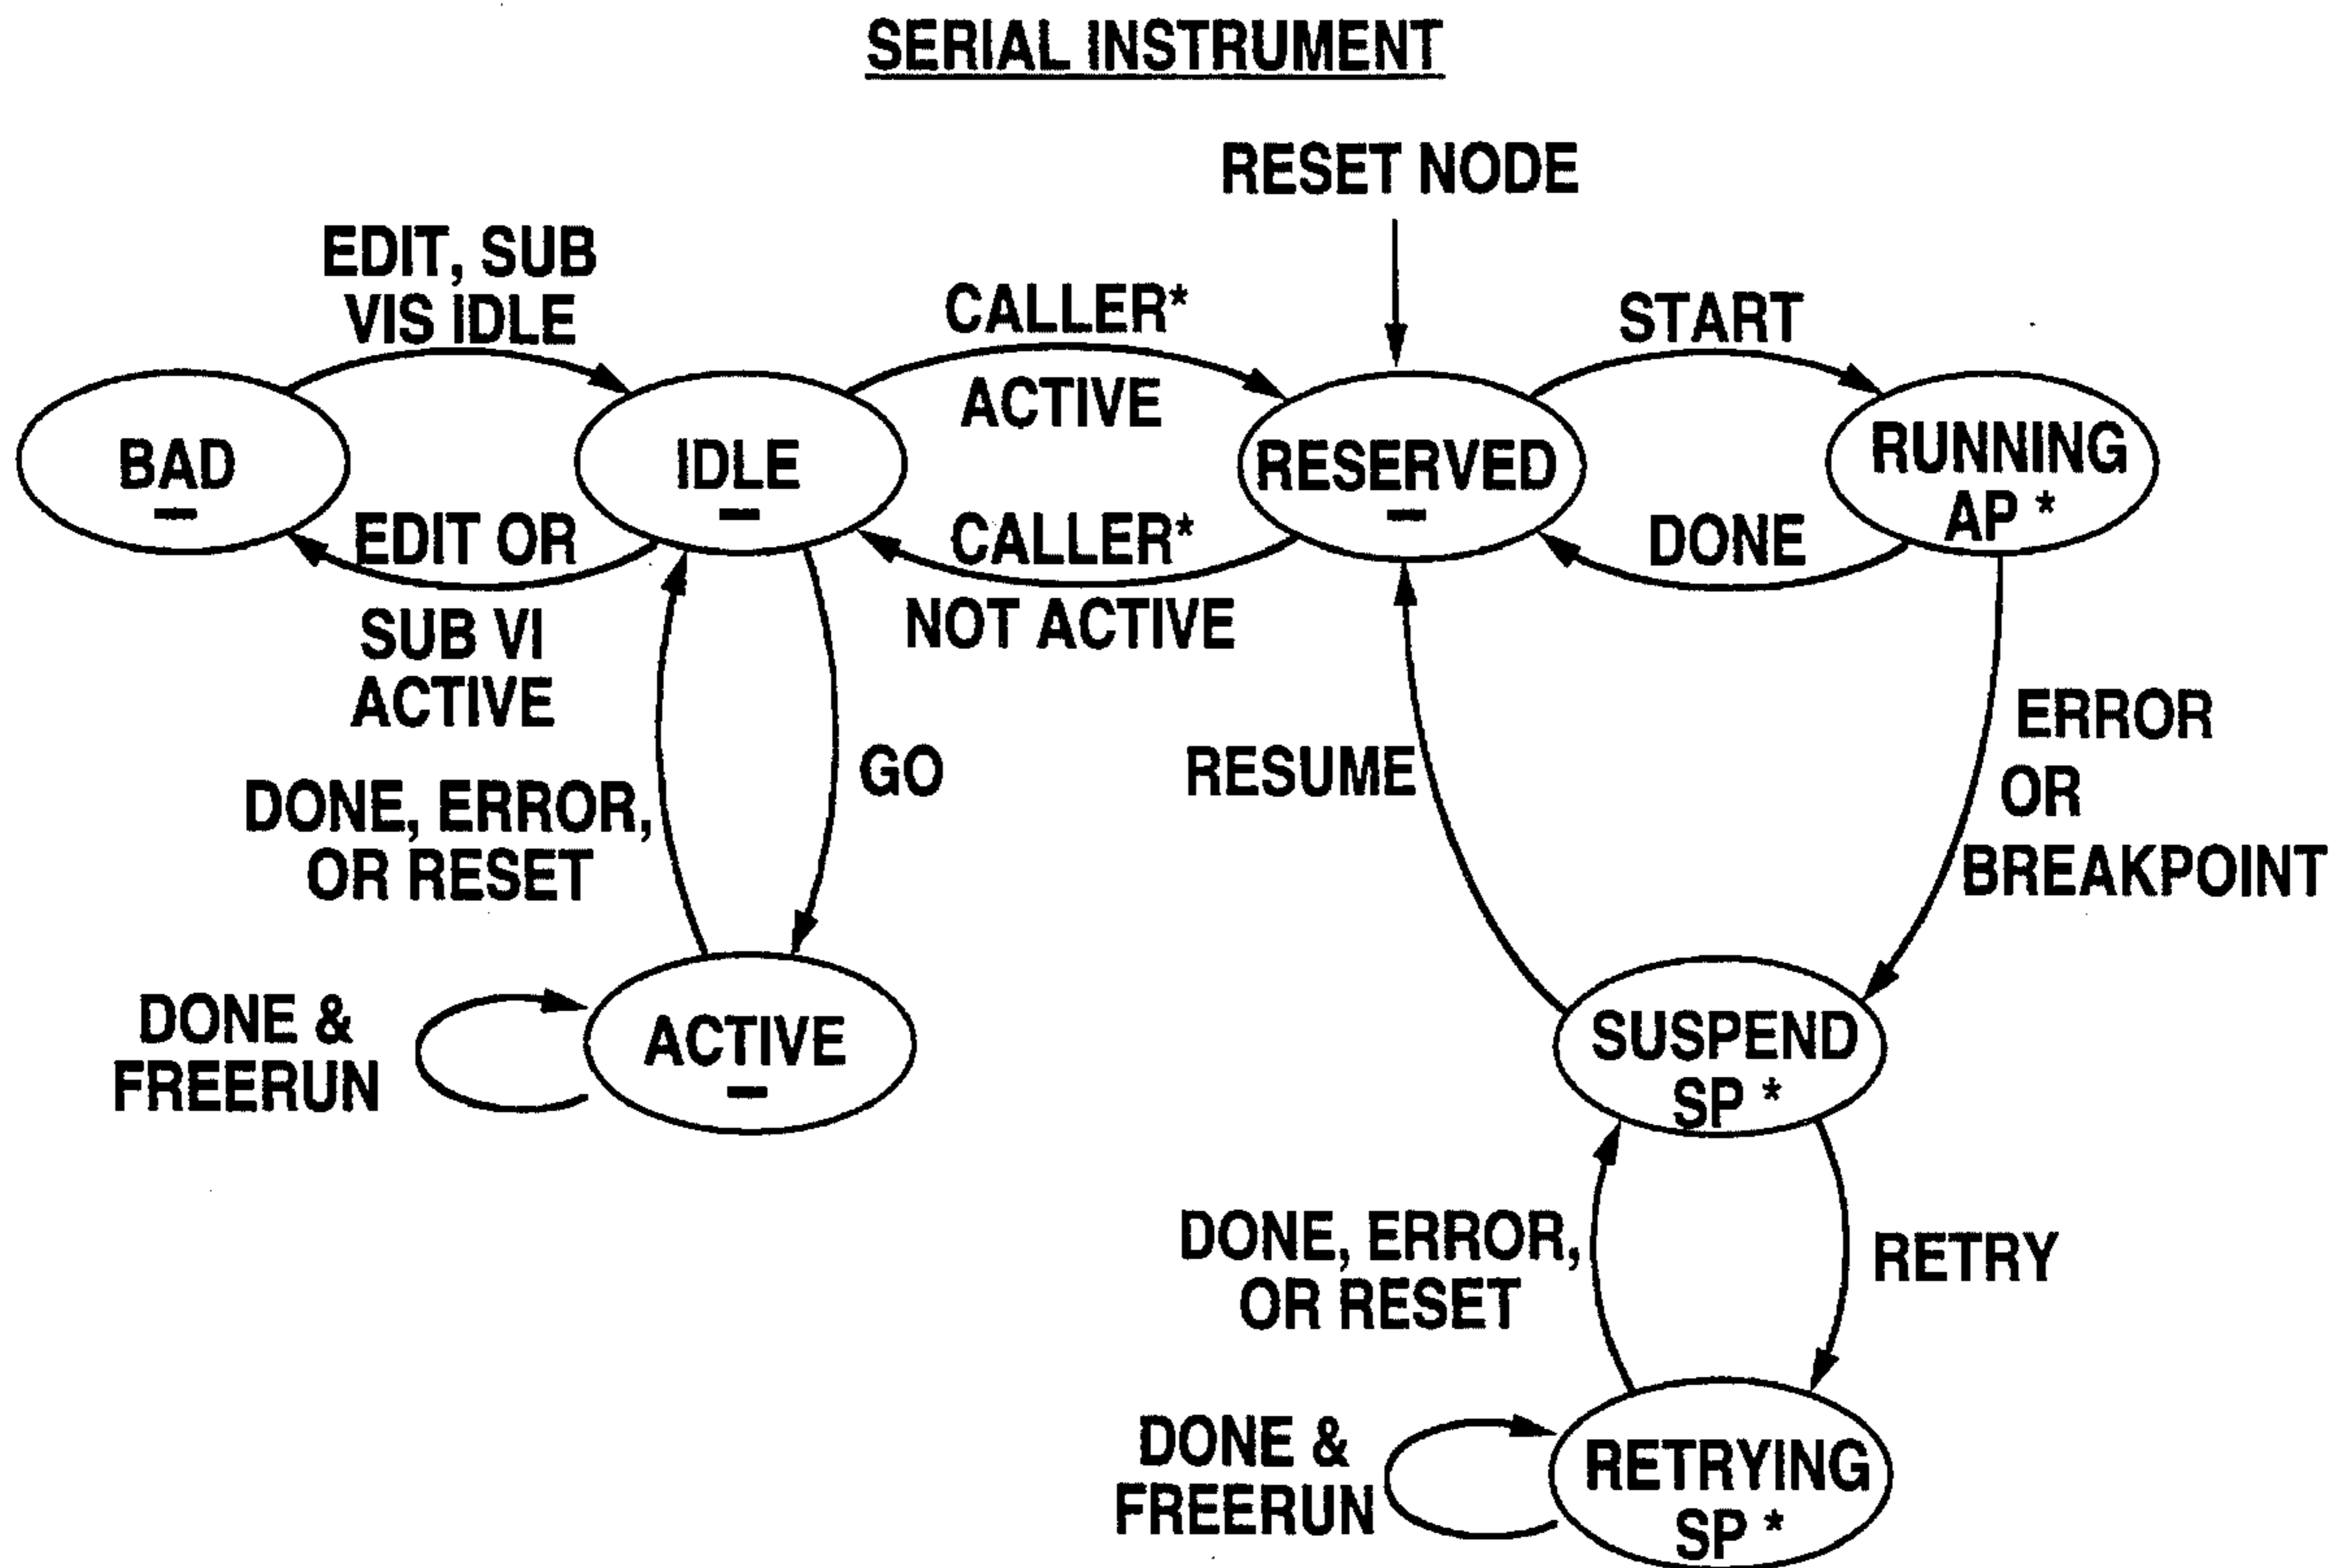 SERIAL INSTRUMENT
RESET NODE
EDIT, SUB
VIS IDLE
CALLER*
ACTIVE
START
BAD
–
IDLE
–
RESERVED
–
RUNNING
AP *
EDIT OR
SUB VI
ACTIVE
CALLER*
NOT ACTIVE
DONE
DONE, ERROR,
OR RESET
GO
RESUME
ERROR
OR
BREAKPOINT
DONE &
FREERUN
ACTIVE
–
SUSPEND
SP *
DONE, ERROR,
OR RESET
RETRY
DONE &
FREERUN
RETRYING
SP *